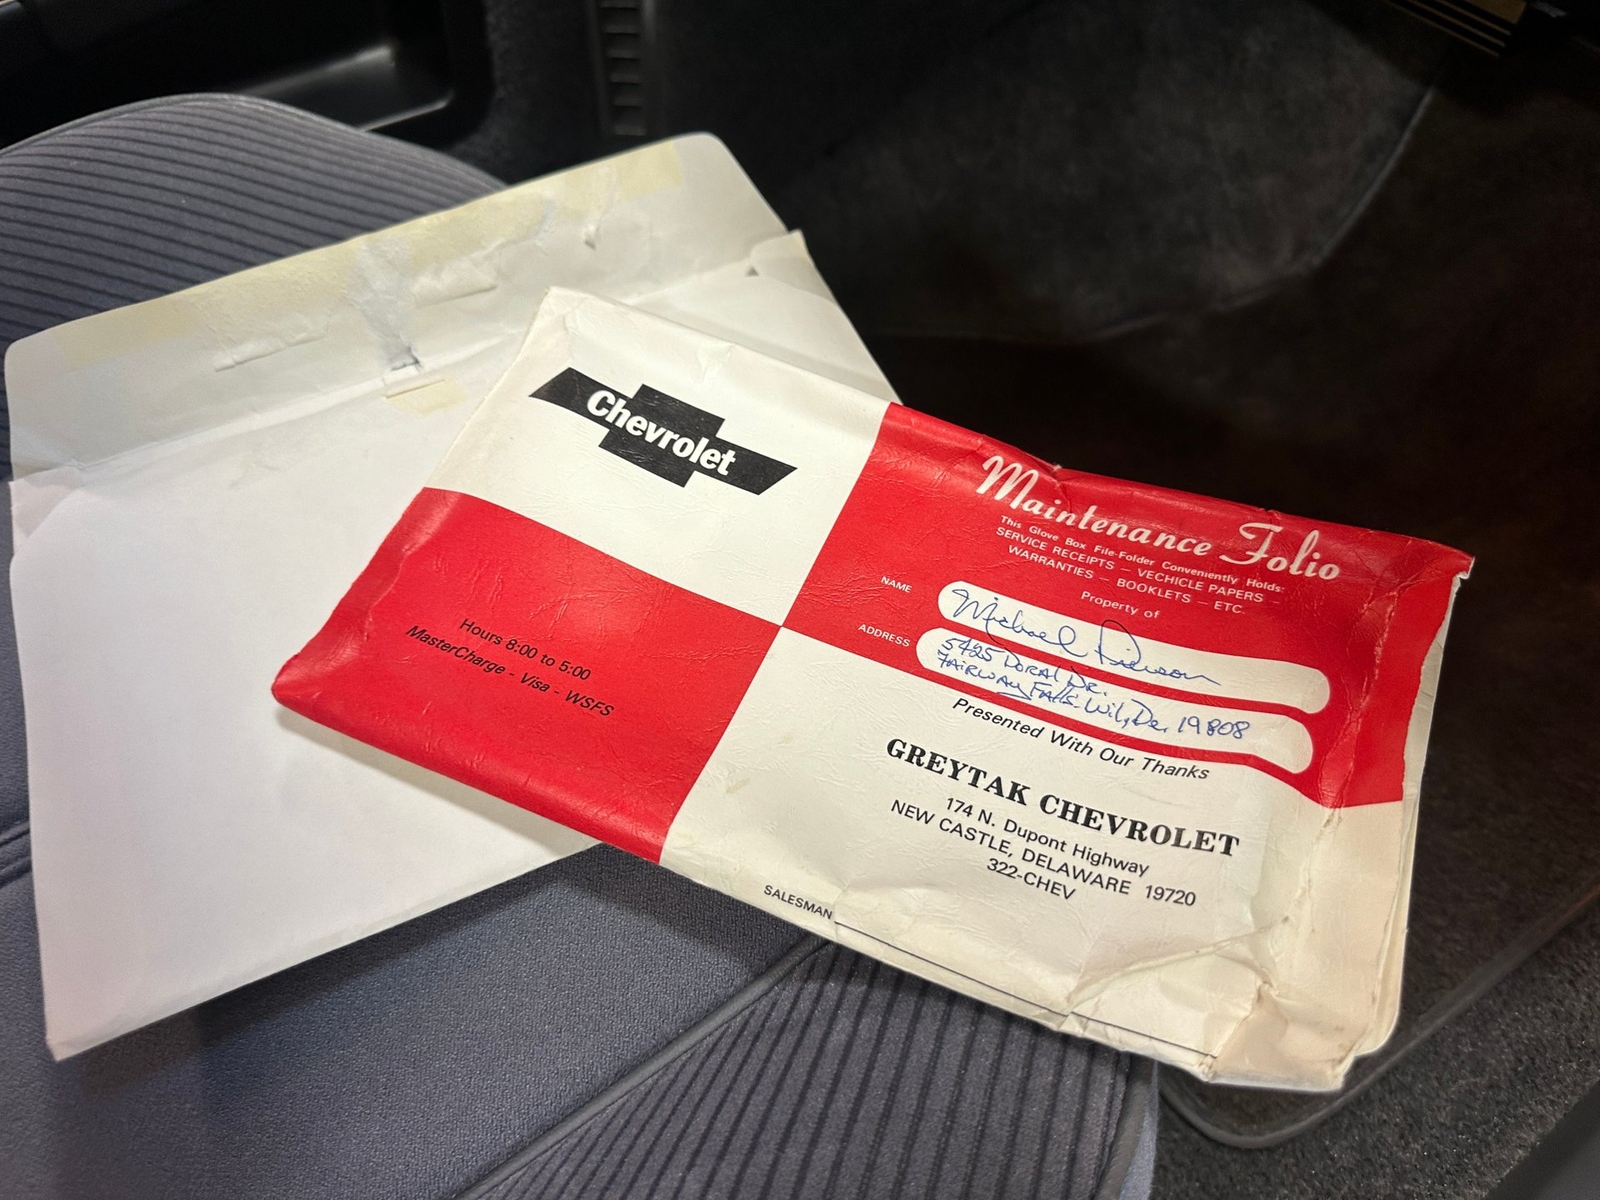 Chevrolet
Hours 8:00 to 5:00
MasterCharge - Visa - WSFS
Maintenance Folio
This Glove Box File-Folder Conveniently Holds:
SERVICE RECEIPTS — VECHICLE PAPERS —
WARRANTIES — BOOKLETS — ETC.
Property of
NAME
Michael Pierson
ADDRESS
5425 Doral Dr.
Fairway Falls Wil, De. 19808
Presented With Our Thanks
GREYTAK CHEVROLET
174 N. Dupont Highway
NEW CASTLE, DELAWARE 19720
322-CHEV
SALESMAN